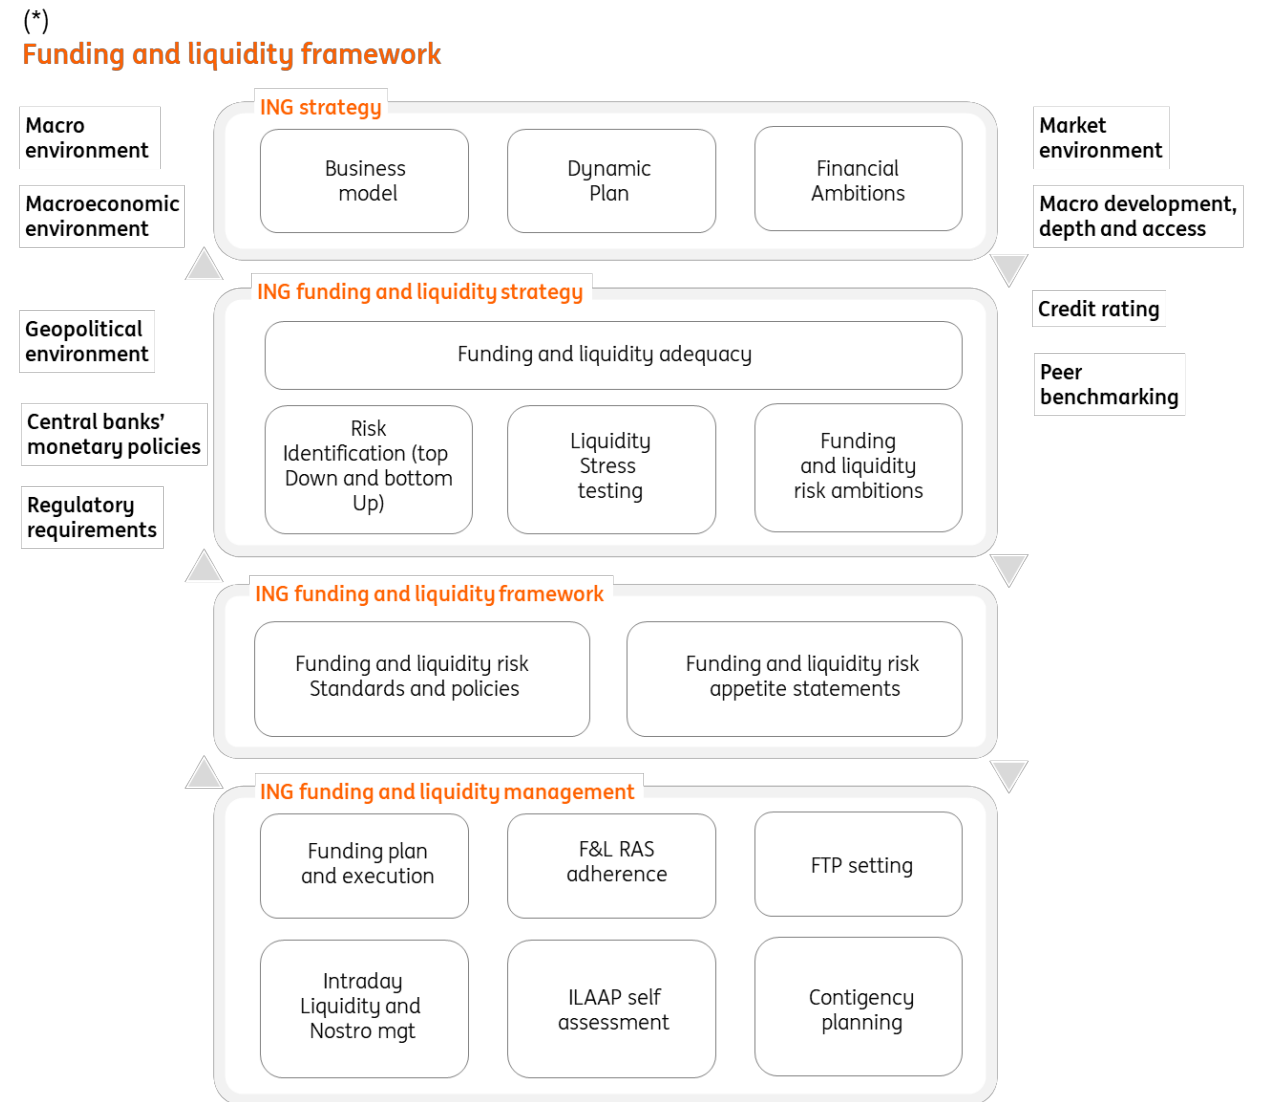 (*)
Funding and liquidity framework
Macro
environment
Macroeconomic
environment
Geopolitical
environment
Central banks’
monetary policies
Regulatory
requirements
ING strategy
Business
model
Dynamic
Plan
Financial
Ambitions
ING funding and liquidity strategy
Funding and liquidity adequacy
Risk
Identification (top
Down and bottom
Up)
Liquidity
Stress
testing
Funding
and liquidity
risk ambitions
ING funding and liquidity framework
Funding and liquidity risk
Standards and policies
Funding and liquidity risk
appetite statements
ING funding and liquidity management
Funding plan
and execution
F&L RAS
adherence
FTP setting
Intraday
Liquidity and
Nostro mgt
ILAAP self
assessment
Contigency
planning
Market
environment
Macro development,
depth and access
Credit rating
Peer
benchmarking